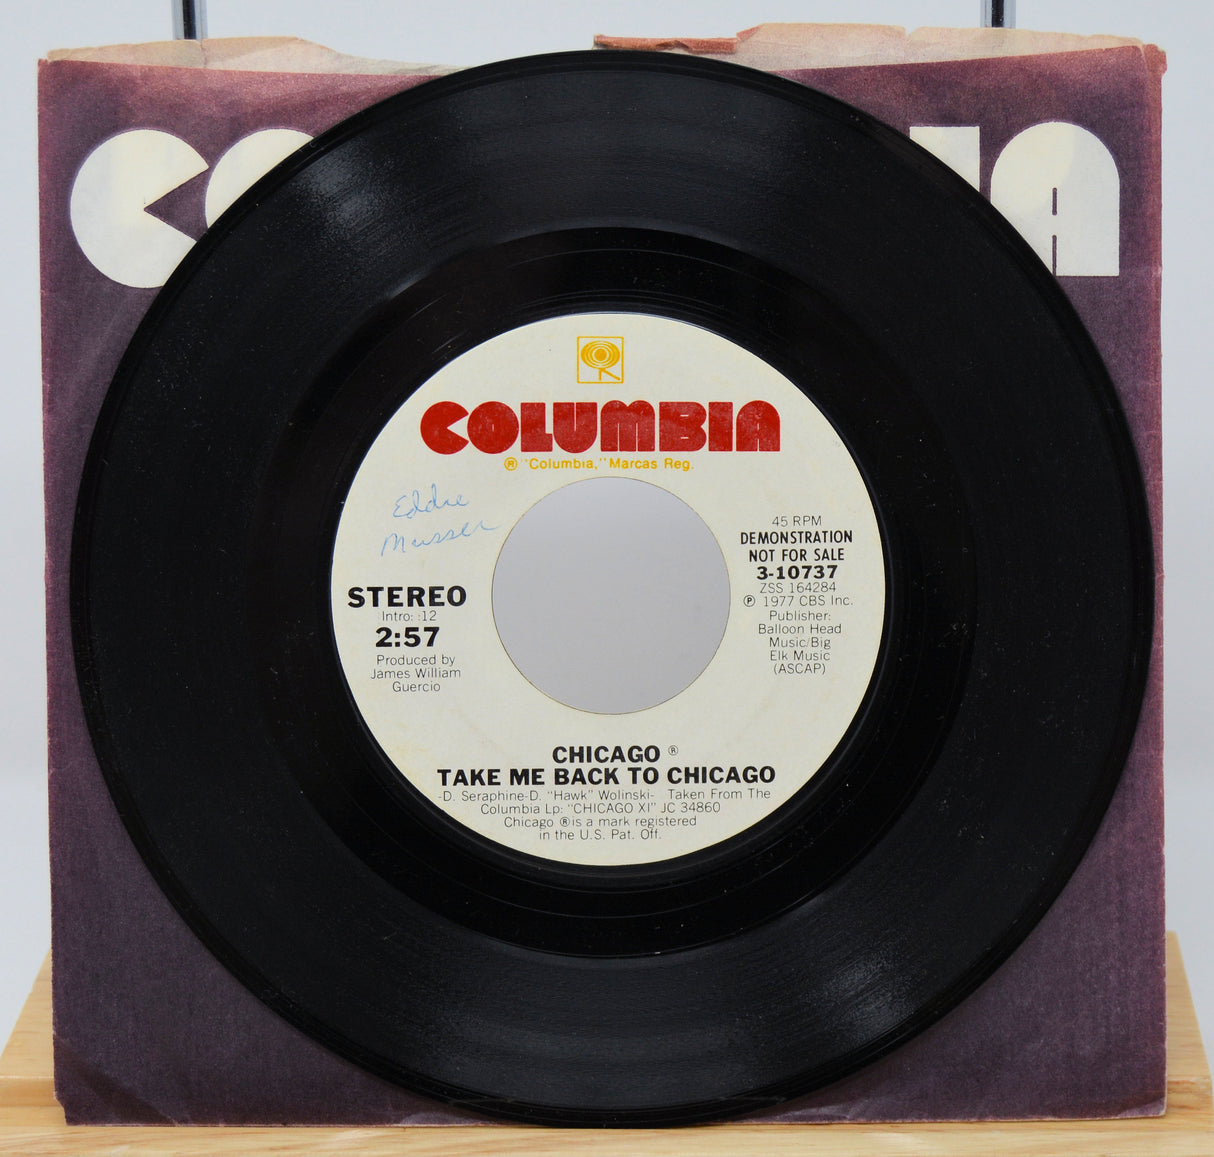 COLUMBIA
® "Columbia," Marcas Reg.
Eddie
Musser
STEREO
Intro: :12
2:57
Produced by
James William
Guercio
45 RPM
DEMONSTRATION
NOT FOR SALE
3-10737
ZSS 164284
℗ 1977 CBS Inc.
Publisher:
Balloon Head
Music/Big
Elk Music
(ASCAP)
CHICAGO ®
TAKE ME BACK TO CHICAGO
-D. Seraphine-D. "Hawk" Wolinski- Taken From The
Columbia Lp: "CHICAGO XI" JC 34860
Chicago ® is a mark registered
in the U.S. Pat. Off.